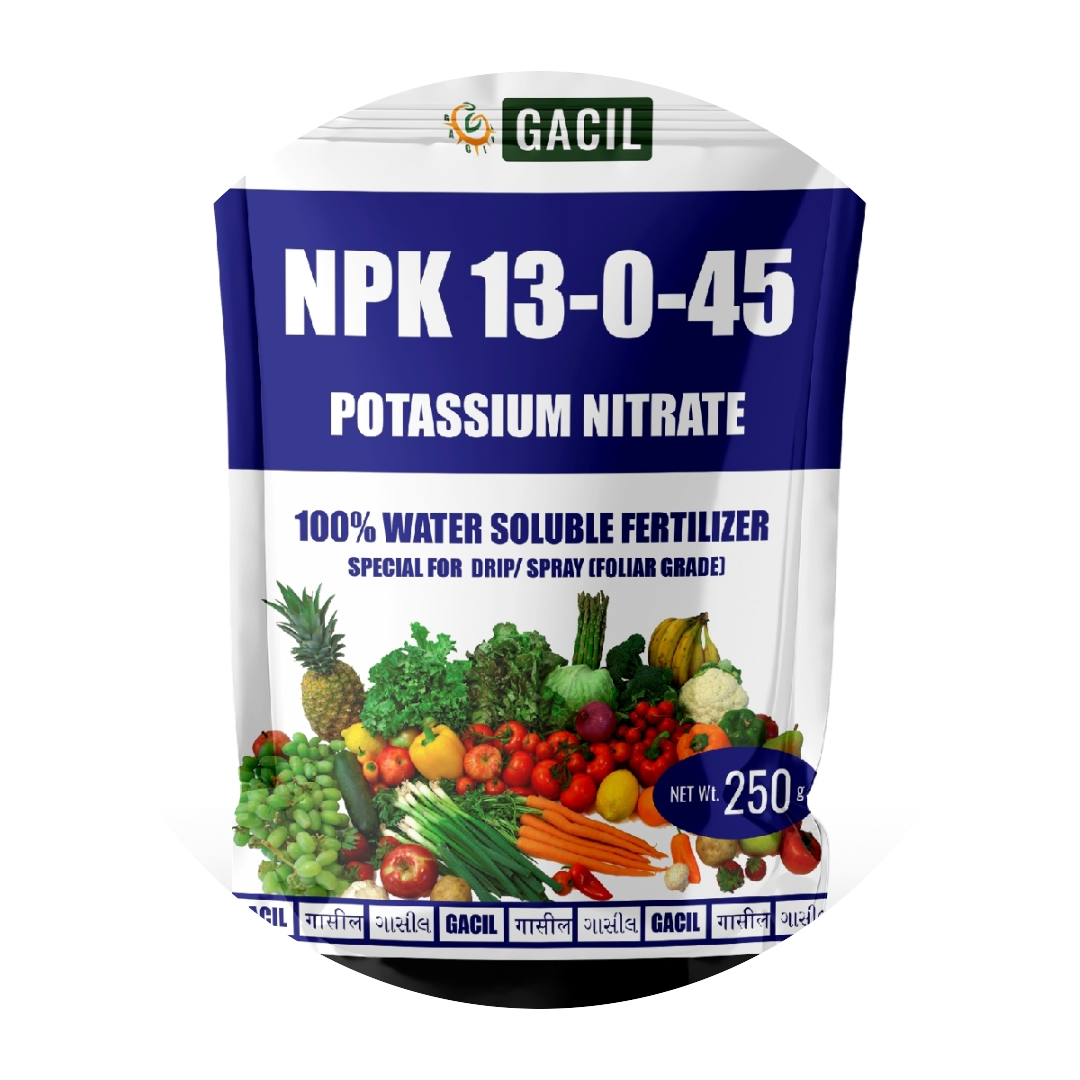 GACIL
NPK 13-0-45
POTASSIUM NITRATE
100% WATER SOLUBLE FERTILIZER
SPECIAL FOR DRIP/ SPRAY (FOLIAR GRADE)
NET Wt. 250 g
GACIL गासील ગાસીલ GACIL गासील ગાસીલ GACIL गासील ગાસીલ